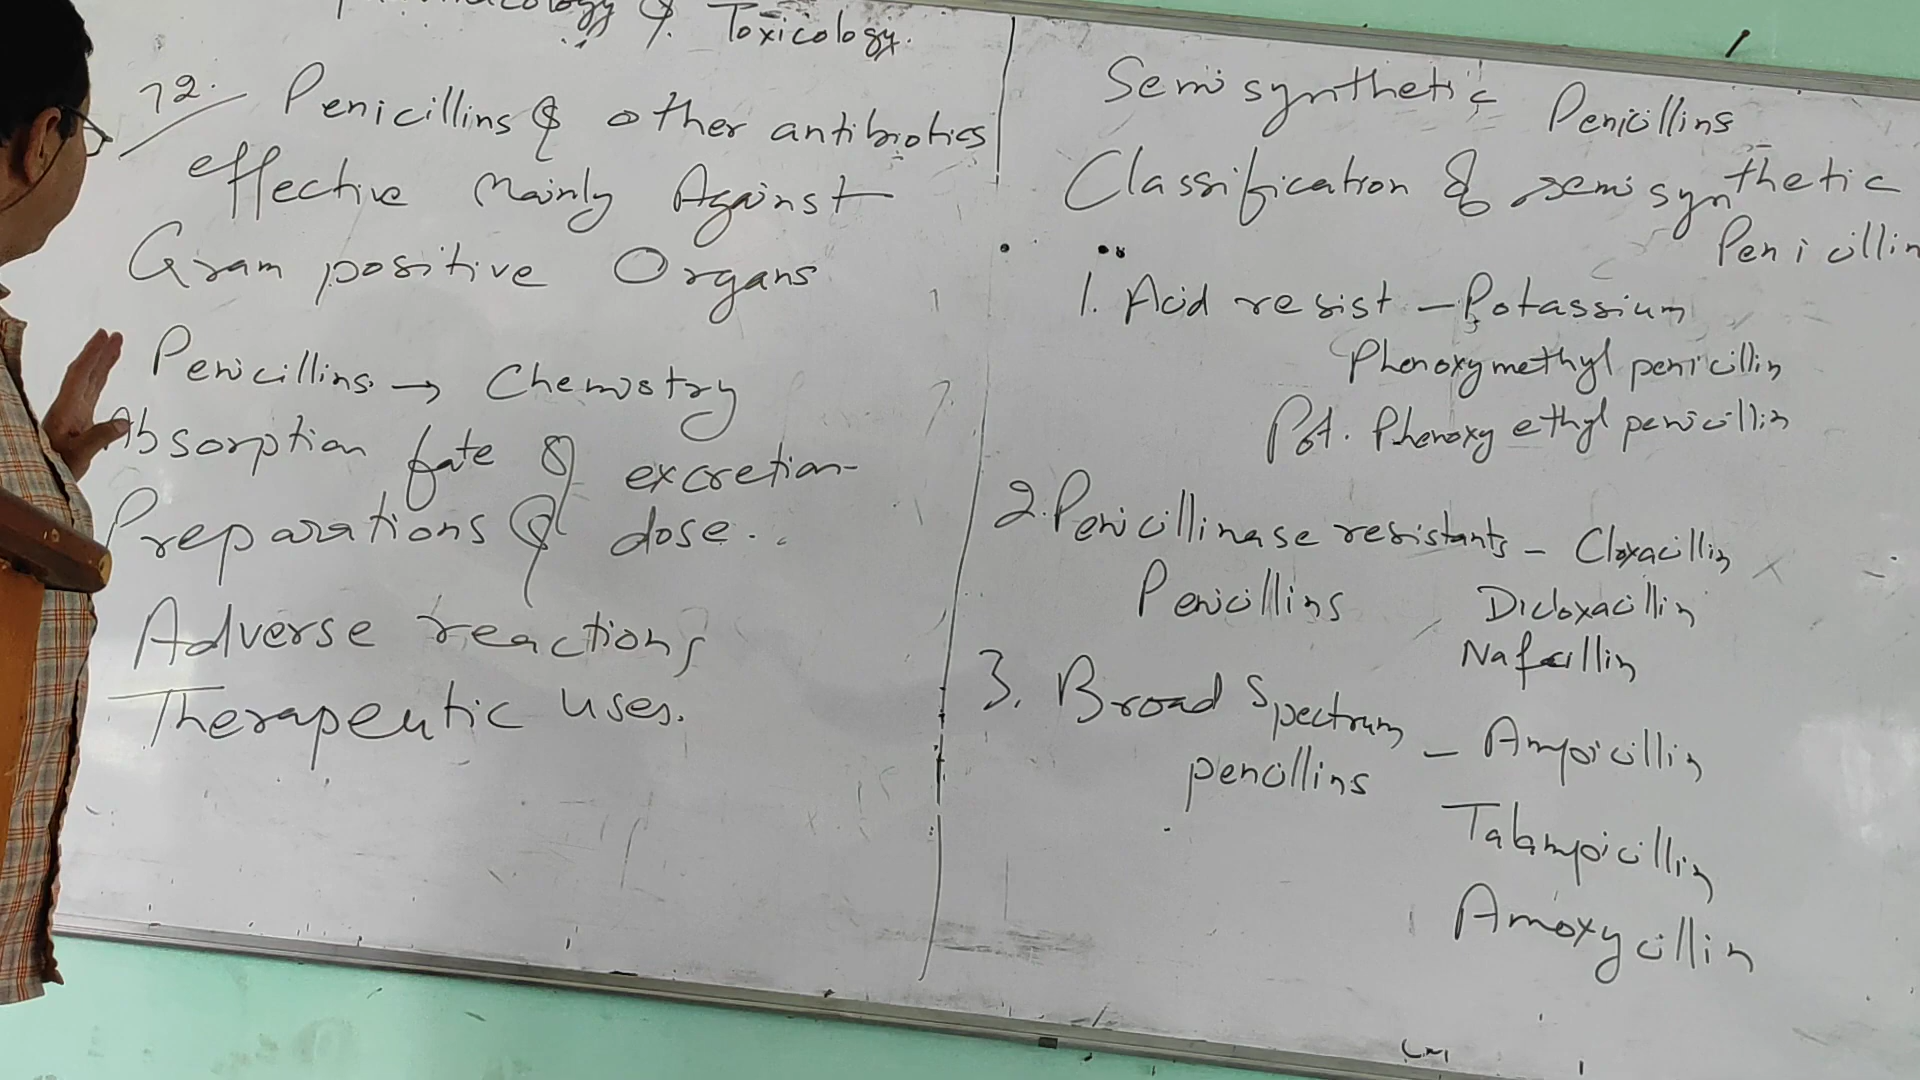 & Toxicology.
72. Penicillins & other antibiotics
effective Mainly Against
Gram positive Organs
Penicillins → Chemistry
Absorption fate & excretion
Preparations & dose..
Adverse reactions
Therapeutic uses.
Semisynthetic Penicillins
Classification of semisynthetic
Penicillin
1. Acid resist - Potassium
Phenoxymethyl penicillin
Pot. Phenoxy ethyl penicillin
2. Penicillinase resistants - Cloxacillin
Penicillins Dicloxacillin
Nafcillin
3. Broad Spectrum
pencillins - Ampicillin
Talampicillin
Amoxycillin